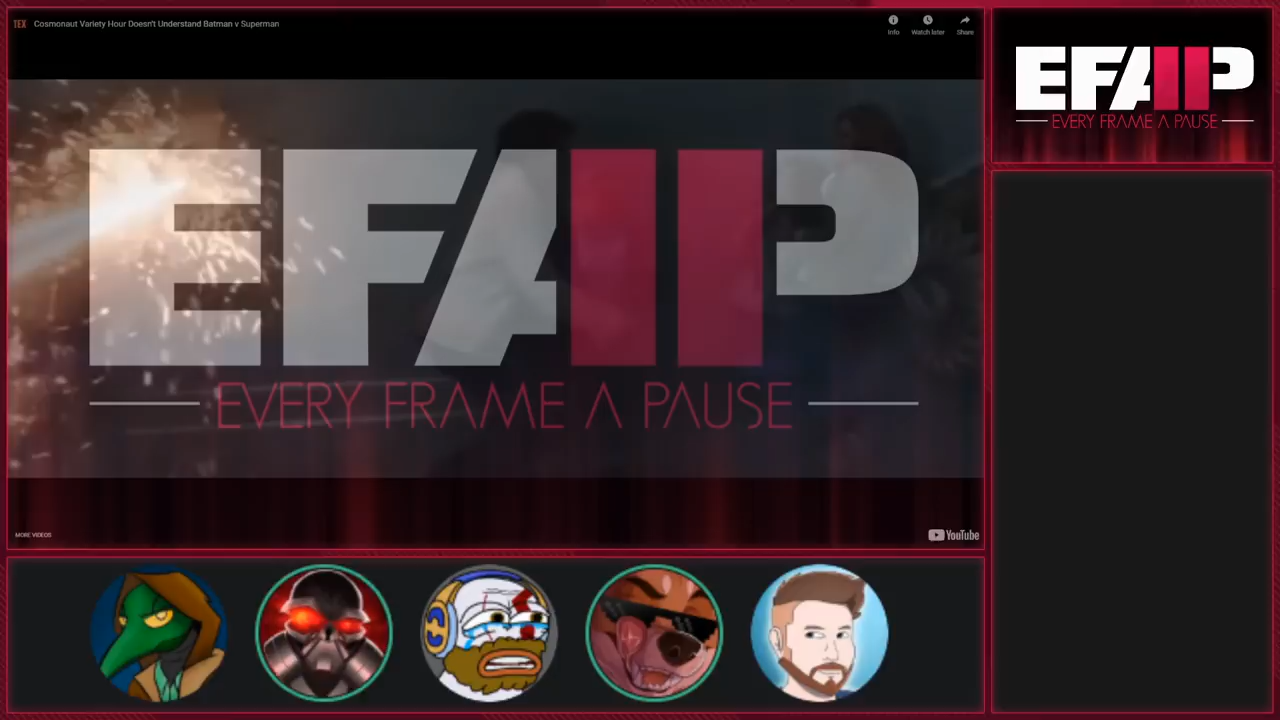 TEX Cosmonaut Variety Hour Doesn't Understand Batman v Superman
Info
Watch later
Share
EFAP
EVERY FRAME A PAUSE
MORE VIDEOS
YouTube
EFAP
EVERY FRAME A PAUSE